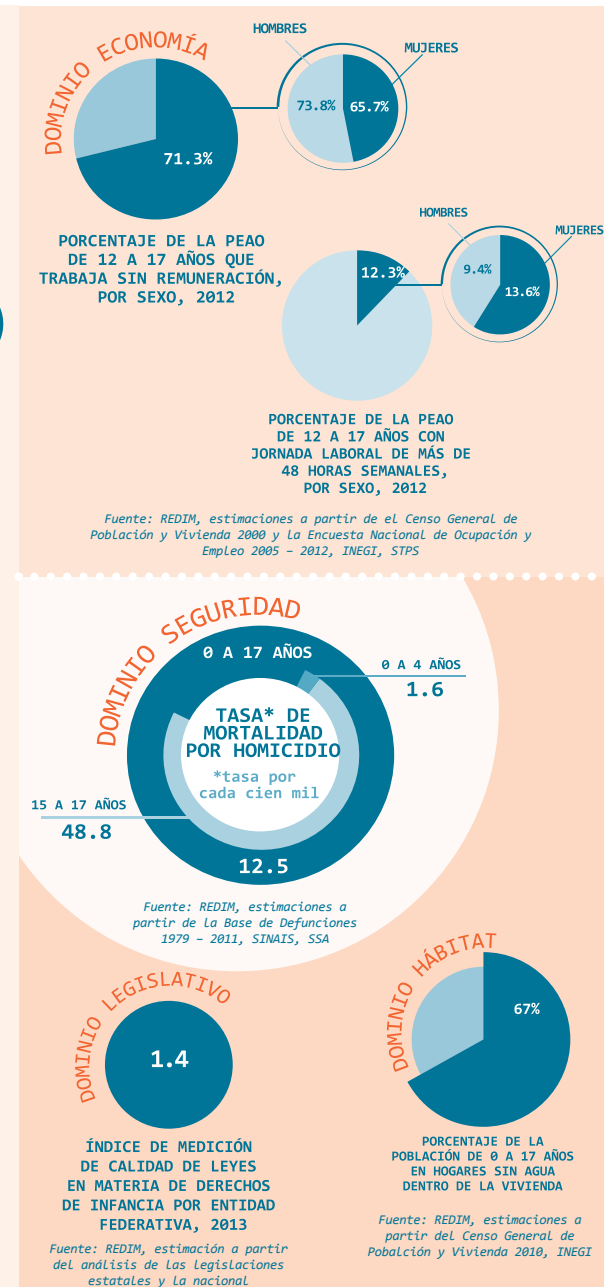 DOMINIO ECONOMÍA
HOMBRES
MUJERES
73.8%
65.7%
71.3%
PORCENTAJE DE LA PEAO
DE 12 A 17 AÑOS QUE
TRABAJA SIN REMUNERACIÓN,
POR SEXO, 2012
HOMBRES
MUJERES
12.3%
9.4%
13.6%
PORCENTAJE DE LA PEAO
DE 12 A 17 AÑOS CON
JORNADA LABORAL DE MÁS DE
48 HORAS SEMANALES,
POR SEXO, 2012
Fuente: REDIM, estimaciones a partir de el Censo General de
Población y Vivienda 2000 y la Encuesta Nacional de Ocupación y
Empleo 2005 – 2012, INEGI, STPS
DOMINIO SEGURIDAD
0 A 17 AÑOS
0 A 4 AÑOS
1.6
TASA* DE
MORTALIDAD
POR HOMICIDIO
*tasa por
cada cien mil
15 A 17 AÑOS
48.8
12.5
Fuente: REDIM, estimaciones a
partir de la Base de Defunciones
1979 – 2011, SINAIS, SSA
DOMINIO LEGISLATIVO
1.4
ÍNDICE DE MEDICIÓN
DE CALIDAD DE LEYES
EN MATERIA DE DERECHOS
DE INFANCIA POR ENTIDAD
FEDERATIVA, 2013
Fuente: REDIM, estimación a partir
del análisis de las legislaciones
estatales y la nacional
DOMINIO HÁBITAT
67%
PORCENTAJE DE LA
POBLACIÓN DE 0 A 17 AÑOS
EN HOGARES SIN AGUA
DENTRO DE LA VIVIENDA
Fuente: REDIM, estimaciones a
partir del Censo General de
Pobalción y Vivienda 2010, INEGI